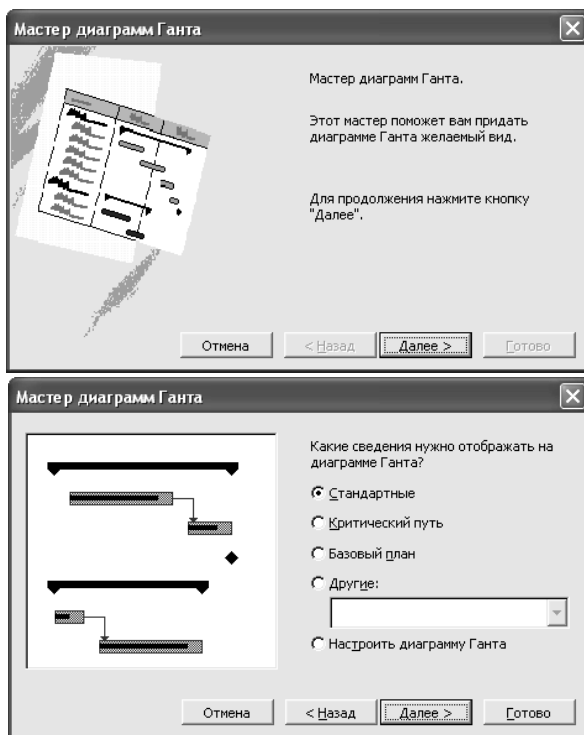 Мастер диаграмм Ганта
Мастер диаграмм Ганта.
Этот мастер поможет вам придать
диаграмме Ганта желаемый вид.
Для продолжения нажмите кнопку
"Далее".
Отмена
< Назад
Далее >
Готово
Мастер диаграмм Ганта
Какие сведения нужно отображать на
диаграмме Ганта?
Стандартные
Критический путь
Базовый план
Другие:
Настроить диаграмму Ганта
Отмена
< Назад
Далее >
Готово